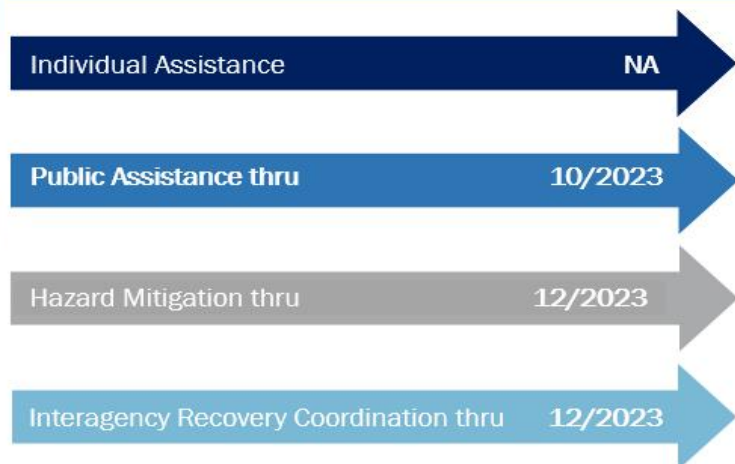 Individual Assistance NA
Public Assistance thru 10/2023
Hazard Mitigation thru 12/2023
Interagency Recovery Coordination thru 12/2023